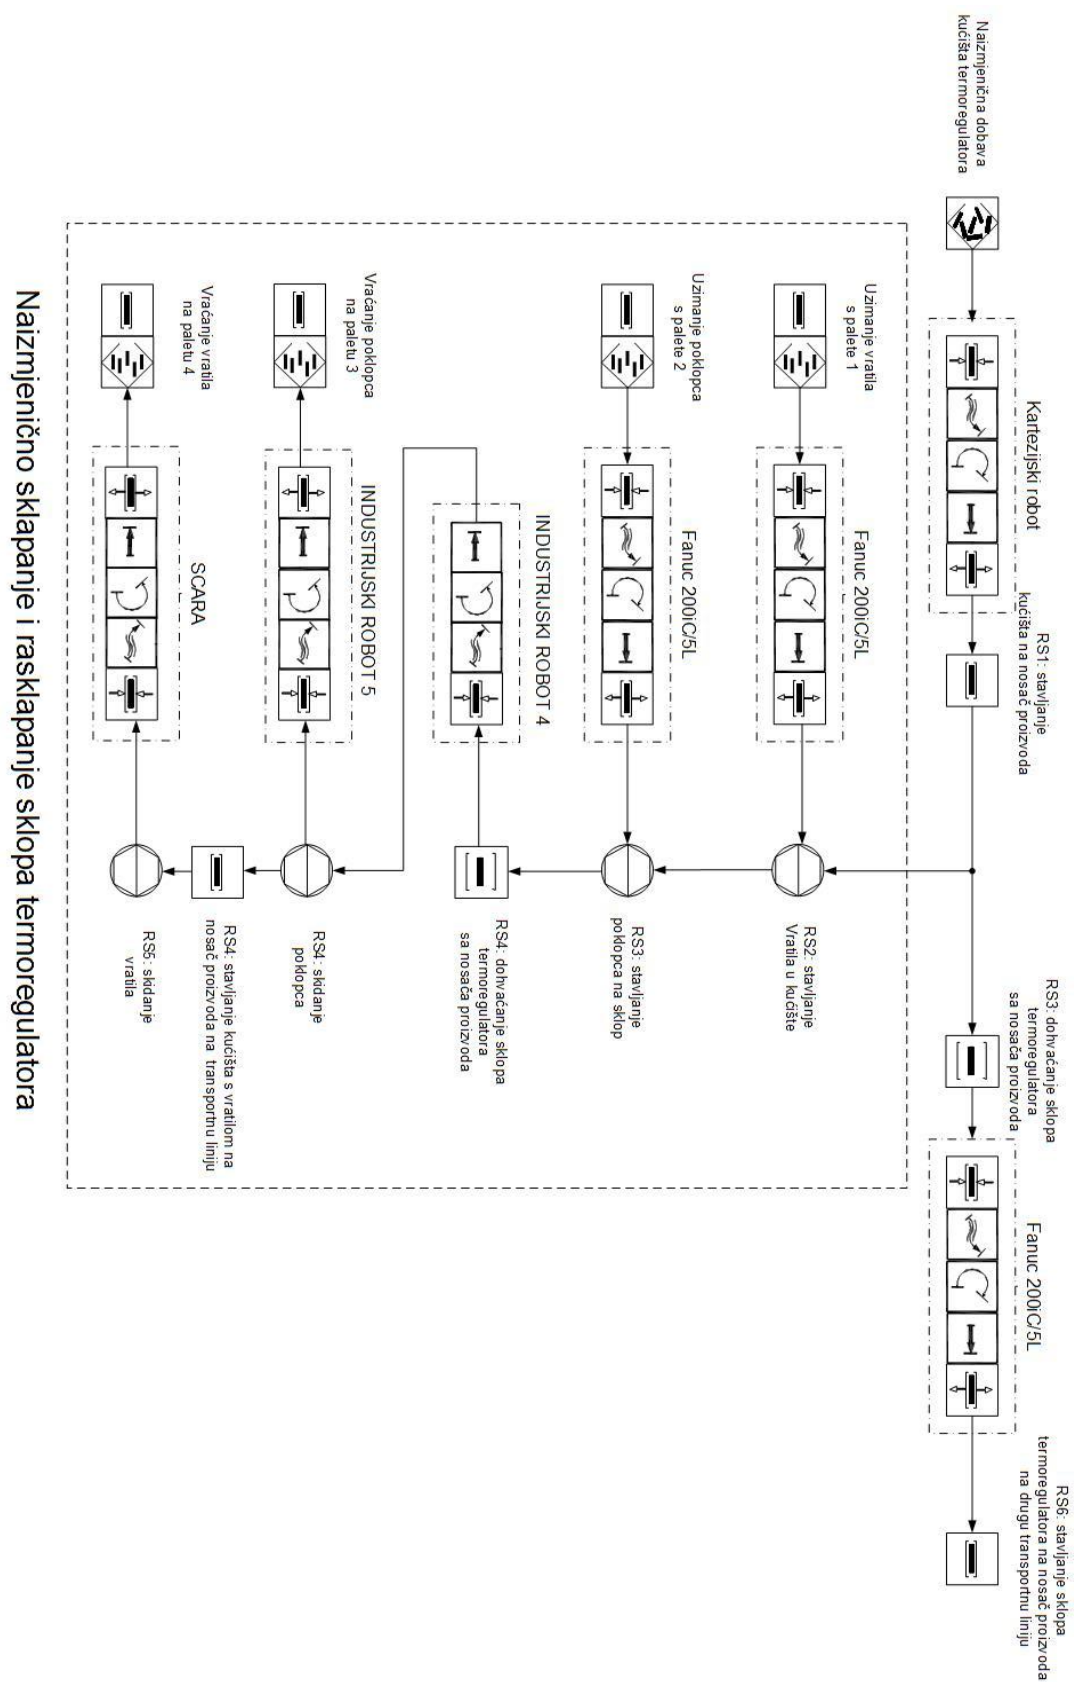 Naizmjenična dobava
kućišta termoregulatora
Kartezijski robot
RS1: stavljanje
kućišta na nosač proizvoda
RS3: dohvaćanje sklopa
termoregulatora
sa nosača proizvoda
Fanuc 200iC/5L
RS6: stavljanje sklopa
termoregulatora na nosač proizvoda
na drugu transportnu liniju
Uzimanje vratila
s palete 1
Fanuc 200iC/5L
RS2: stavljanje
Vratila u kućište
Uzimanje poklopca
s palete 2
Fanuc 200iC/5L
RS3: stavljanje
poklopca na sklop
INDUSTRIJSKI ROBOT 4
RS4: dohvaćanje sklopa
termoregulatora
sa nosača proizvoda
Vraćanje poklopca
na paletu 3
INDUSTRIJSKI ROBOT 5
RS4: skidanje
poklopca
RS4: stavljanje kućišta s vratilom na
nosač proizvoda na transportnu liniju
Vraćanje vratila
na paletu 4
SCARA
RS5: skidanje
vratila
Naizmjenično sklapanje i rasklapanje sklopa termoregulatora